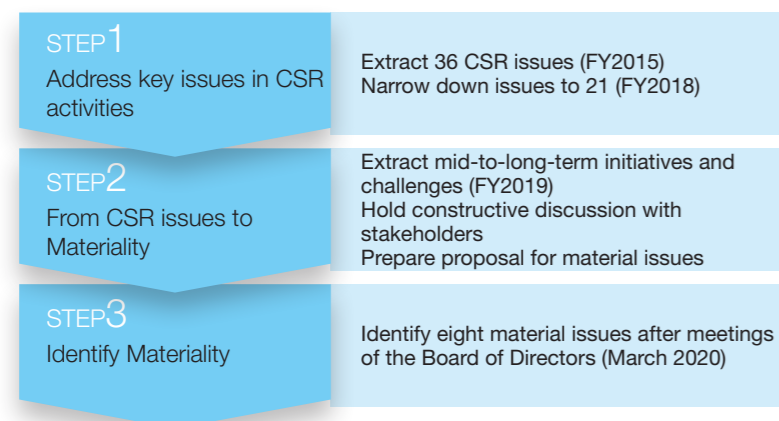 STEP1
Address key issues in CSR
activities
Extract 36 CSR issues (FY2015)
Narrow down issues to 21 (FY2018)
STEP2
From CSR issues to
Materiality
Extract mid-to-long-term initiatives and
challenges (FY2019)
Hold constructive discussion with
stakeholders
Prepare proposal for material issues
STEP3
Identify Materiality
Identify eight material issues after meetings
of the Board of Directors (March 2020)